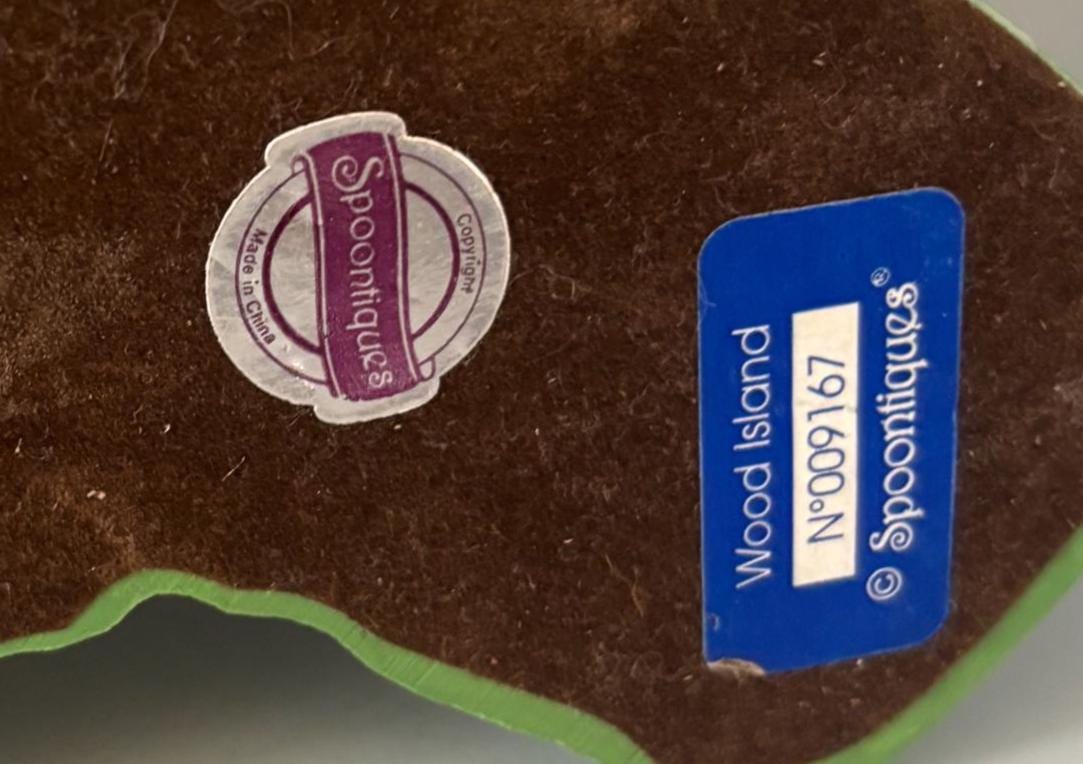 Spoontiques
Copyright
Made in China
Wood Island
N°009167
© Spoontiques®